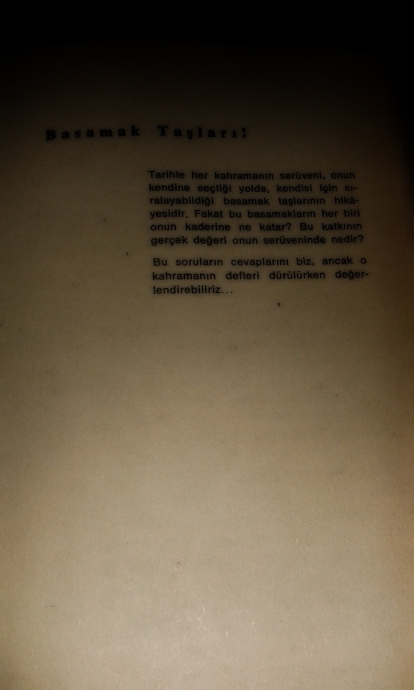 Basamak Taşları!
Tarihte her kahramanın serüveni, onun
kendine seçtiği yolda, kendisi için sı-
ralayabildiği basamak taşlarının hikâ-
yesidir. Fakat bu basamakların her biri
onun kaderine ne katar? Bu katkının
gerçek değeri onun serüveninde nedir?
Bu soruların cevaplarını biz, ancak o
kahramanın defteri dürülürken değer-
lendirebiliriz...